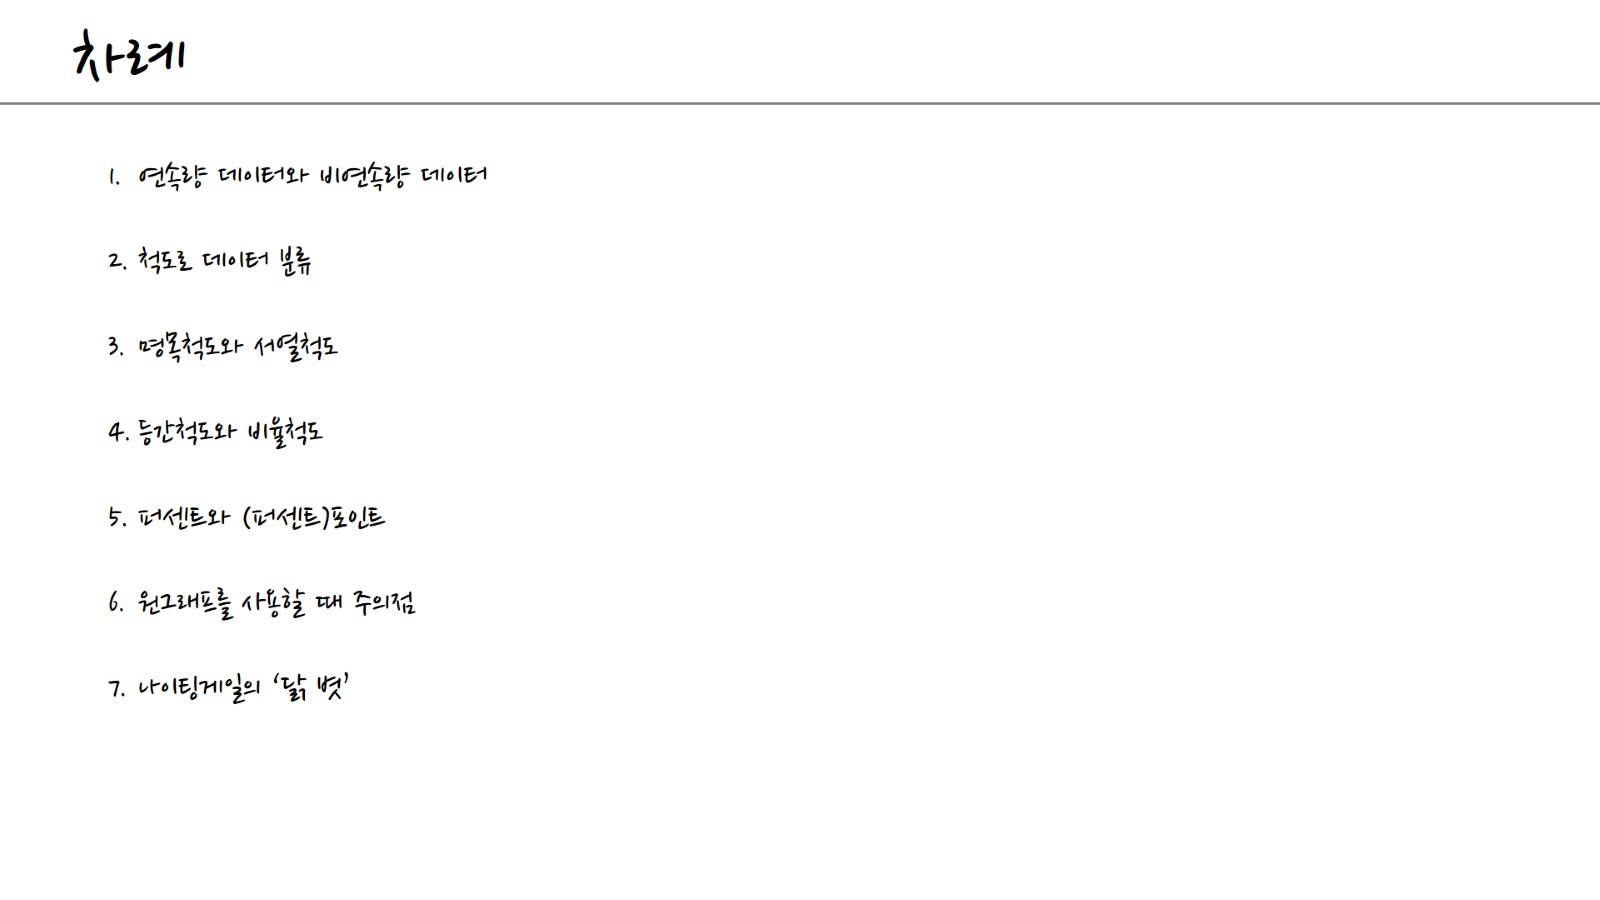 차례
1. 연속량 데이터와 비연속량 데이터
2. 척도로 데이터 분류
3. 명목척도와 서열척도
4. 등간척도와 비율척도
5. 퍼센트와 (퍼센트)포인트
6. 원그래프를 사용할 때 주의점
7. 나이팅게일의 ‘닭 볏’